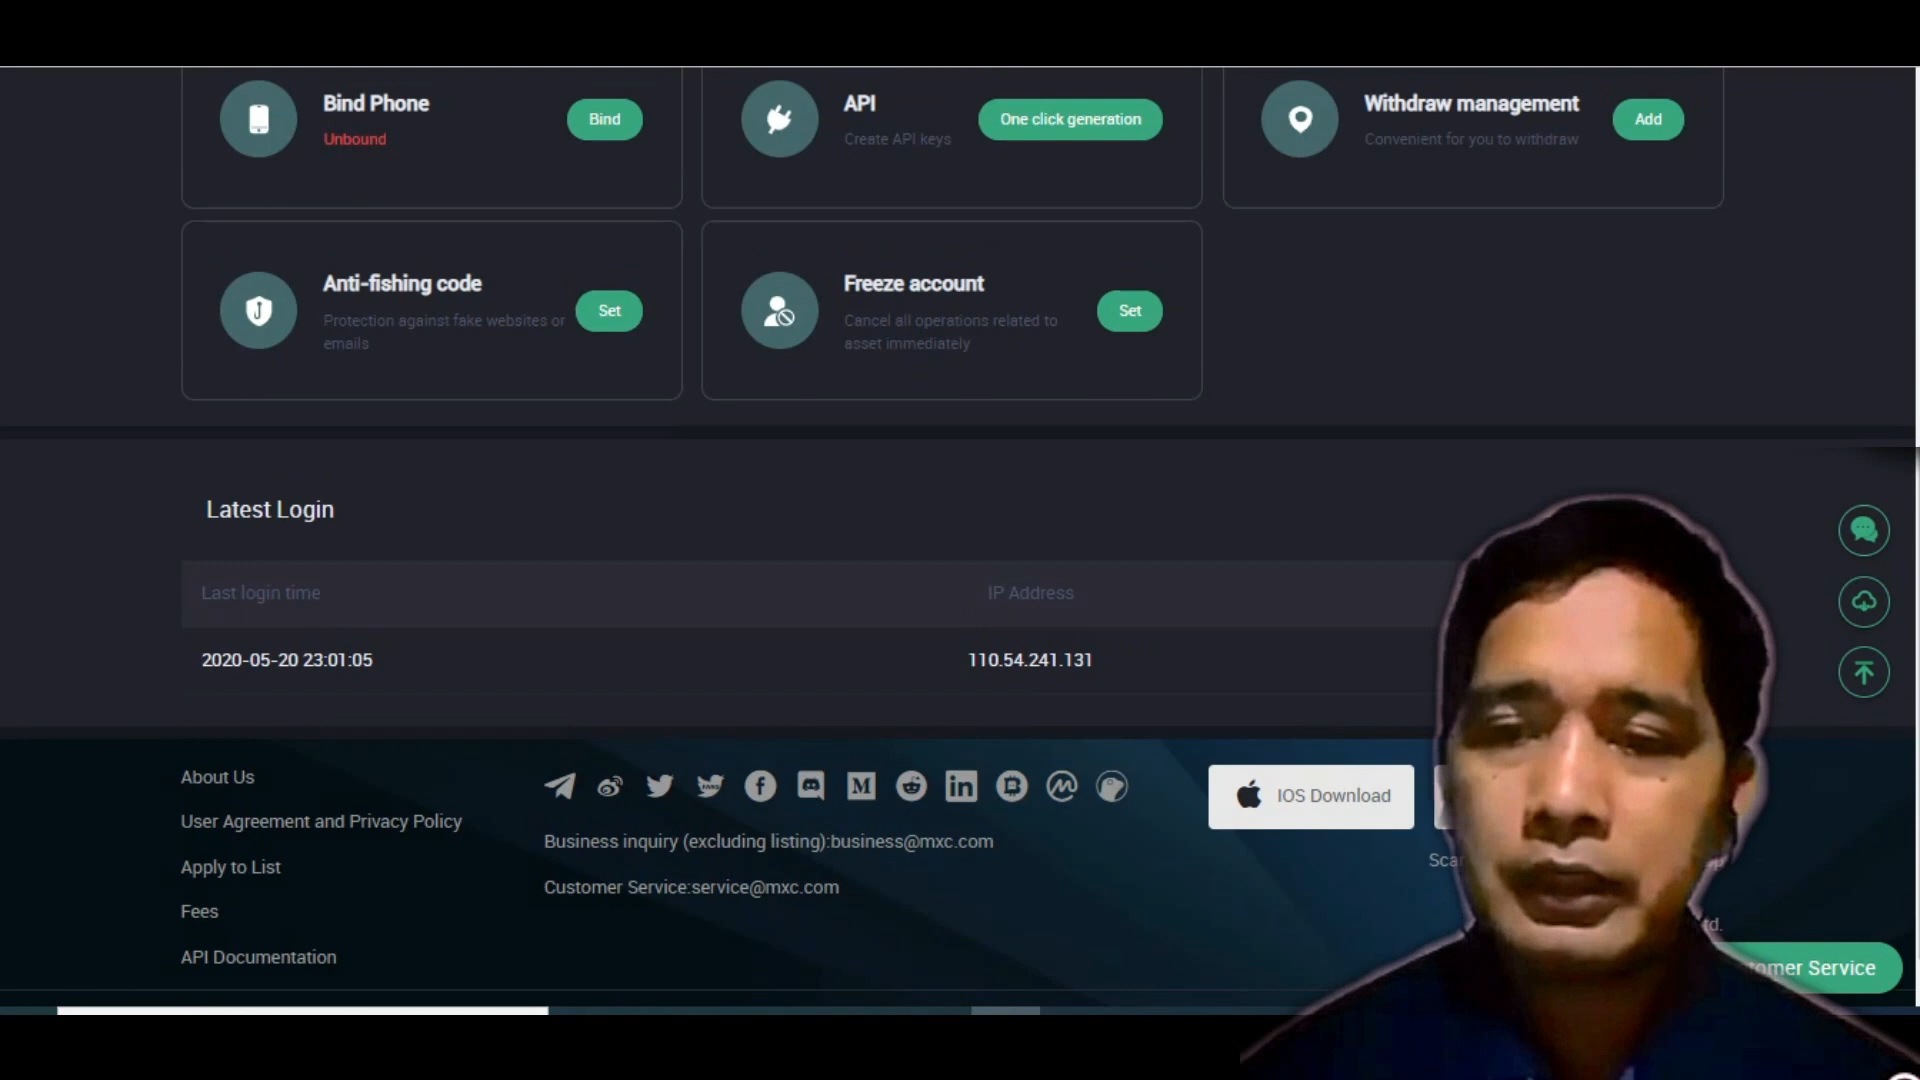 Bind Phone
Unbound
Bind
API
Create API keys
One click generation
Withdraw management
Convenient for you to withdraw
Add
Anti-fishing code
Protection against fake websites or
emails
Set
Freeze account
Cancel all operations related to
asset immediately
Set
Latest Login
Last login time
IP Address
2020-05-20 23:01:05
110.54.241.131
About Us
User Agreement and Privacy Policy
Apply to List
Fees
API Documentation
Business inquiry (excluding listing):business@mxc.com
Customer Service:service@mxc.com
IOS Download
Service